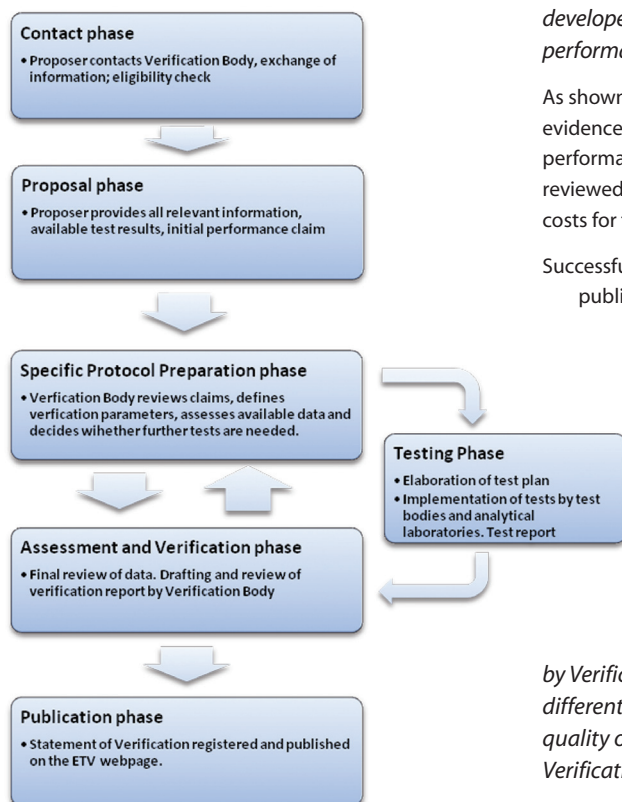 Contact phase
• Proposer contacts Verification Body, exchange of
information; eligibility check
Proposal phase
• Proposer provides all relevant information,
available test results, initial performance claim
Specific Protocol Preparation phase
• Verfication Body reviews claims, defines
verfication parameters, assesses available data and
decides wihether further tests are needed.
Testing Phase
• Elaboration of test plan
• Implementation of tests by test
bodies and analytical
laboratories. Test report
Assessment and Verification phase
• Final review of data. Drafting and review of
verification report by Verification Body
Publication phase
• Statement of Verification registered and published
on the ETV webpage.
develope
performa
As shown
evidence
performa
reviewed
costs for
Successfu
publi
by Verific
different
quality o
Verificati